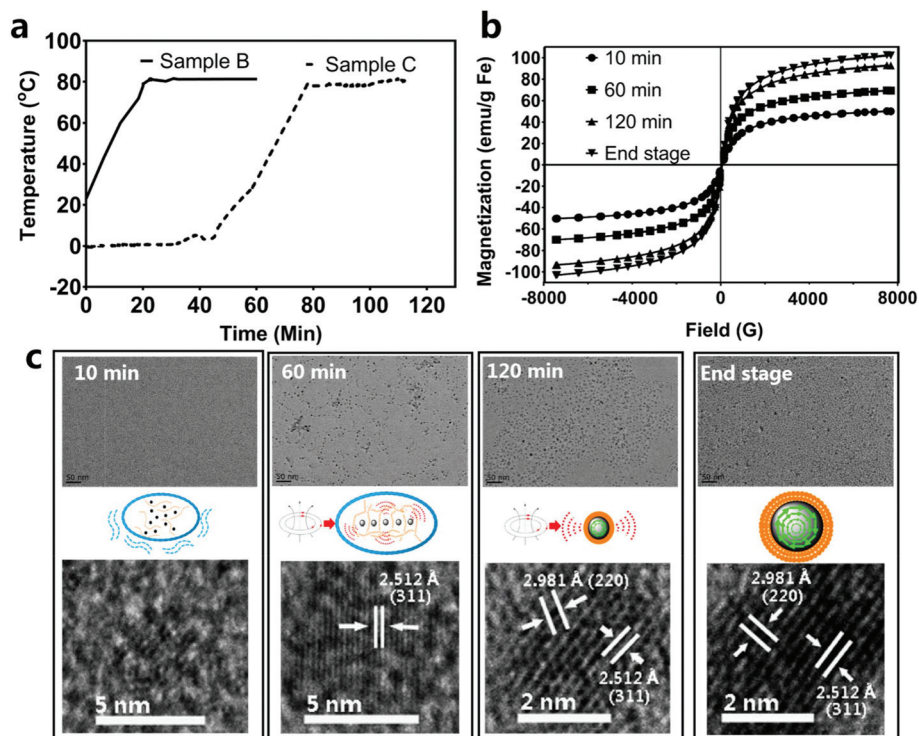 a
Temperature (°C)
100
80
60
40
20
0
-20
Sample B
Sample C
0 20 40 60 80 100 120
Time (Min)
b
Magnetization (emu/g Fe)
100
80
60
40
20
0
-20
-40
-60
-80
-100
10 min
60 min
120 min
End stage
-8000 -4000 0 4000 8000
Field (G)
c
10 min
50 nm
5 nm
60 min
50 nm
2.512 Å
(311)
5 nm
120 min
50 nm
2.981 Å (220)
2.512 Å
(311)
2 nm
End stage
50 nm
2.981 Å
(220)
2.512 Å
(311)
2 nm